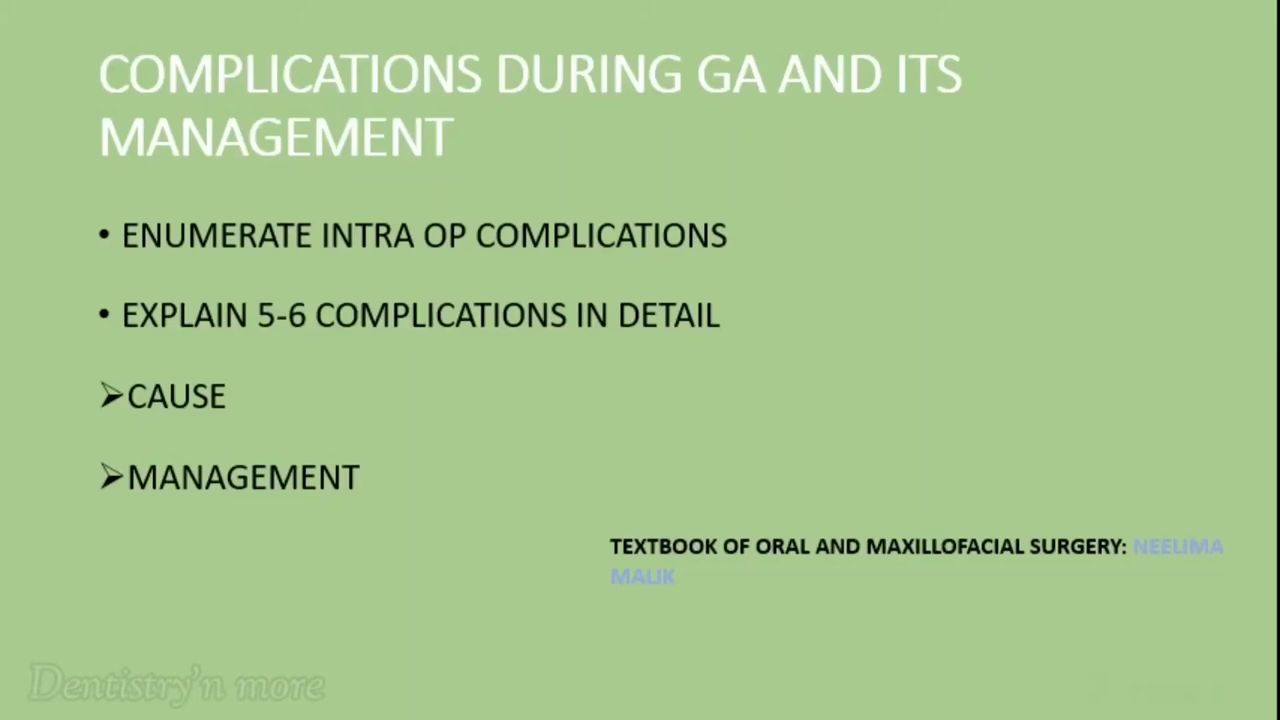 COMPLICATIONS DURING GA AND ITS
MANAGEMENT
• ENUMERATE INTRA OP COMPLICATIONS
• EXPLAIN 5-6 COMPLICATIONS IN DETAIL
➢CAUSE
➢MANAGEMENT
TEXTBOOK OF ORAL AND MAXILLOFACIAL SURGERY: NEELIMA
MALIK
Dentistry'n more